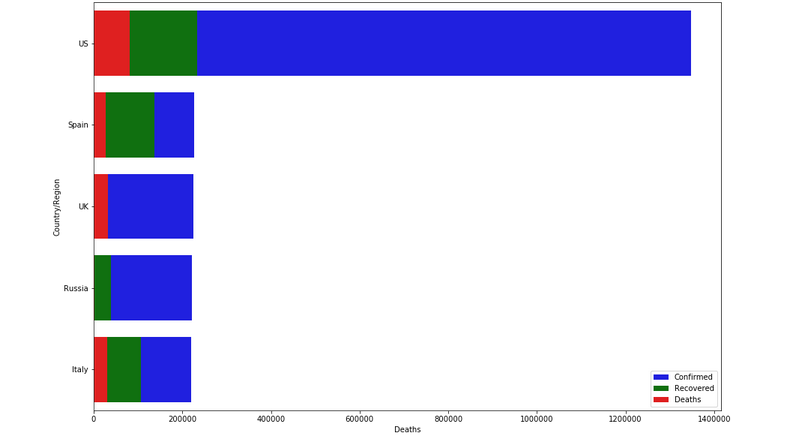 US
Spain
UK
Russia
Italy
Country/Region
0 200000 400000 600000 800000 1000000 1200000 1400000
Deaths
Confirmed
Recovered
Deaths